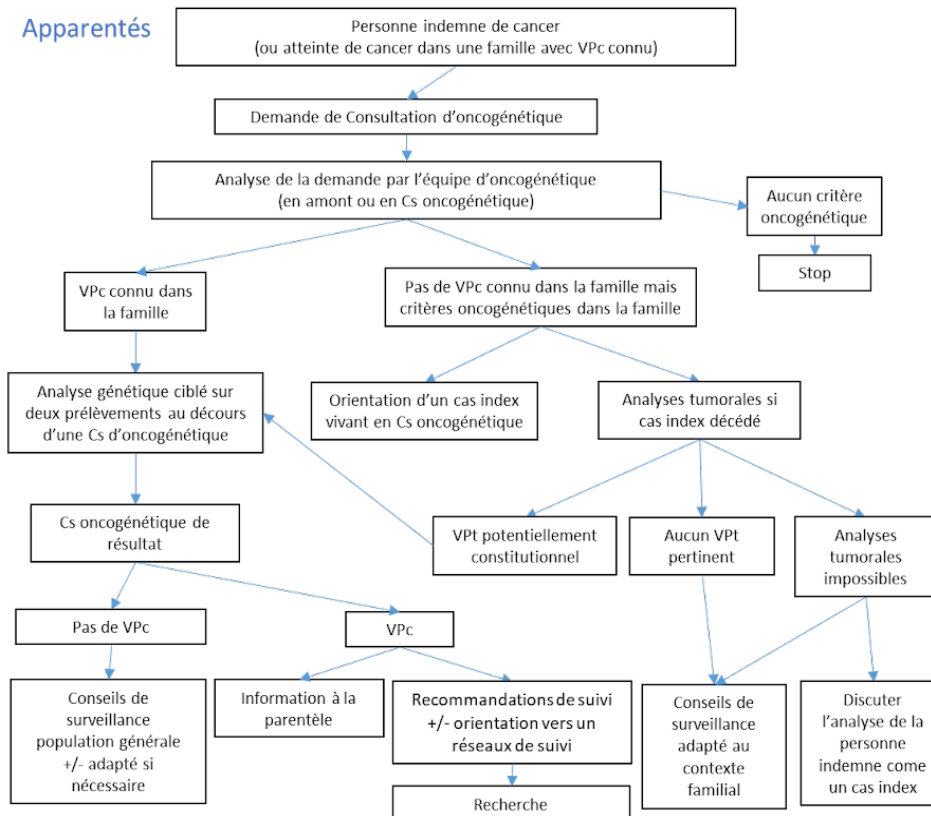 Apparentés
Personne indemne de cancer
(ou atteinte de cancer dans une famille avec VPc connu)
Demande de Consultation d'oncogénétique
Analyse de la demande par l'équipe d'oncogénétique
(en amont ou en Cs oncogénétique)
Aucun critère
oncogénétique
Stop
VPc connu dans
la famille
Pas de VPc connu dans la famille mais
critères oncogénétiques dans la famille
Analyse génétique ciblé sur
deux prélèvements au décours
d'une Cs d'oncogénétique
Orientation d'un cas index
vivant en Cs oncogénétique
Analyses tumorales si
cas index décédé
Cs oncogénétique de
résultat
VPt potentiellement
constitutionnel
Aucun VPt
pertinent
Analyses
tumorales
impossibles
Pas de VPc
VPc
Conseils de
surveillance
population générale
+/- adapté si
nécessaire
Information à la
parentèle
Recommandations de suivi
+/- orientation vers un
réseaux de suivi
Conseils de
surveillance
adapté au
contexte
familial
Discuter
l'analyse de la
personne
indemne come
un cas index
Recherche